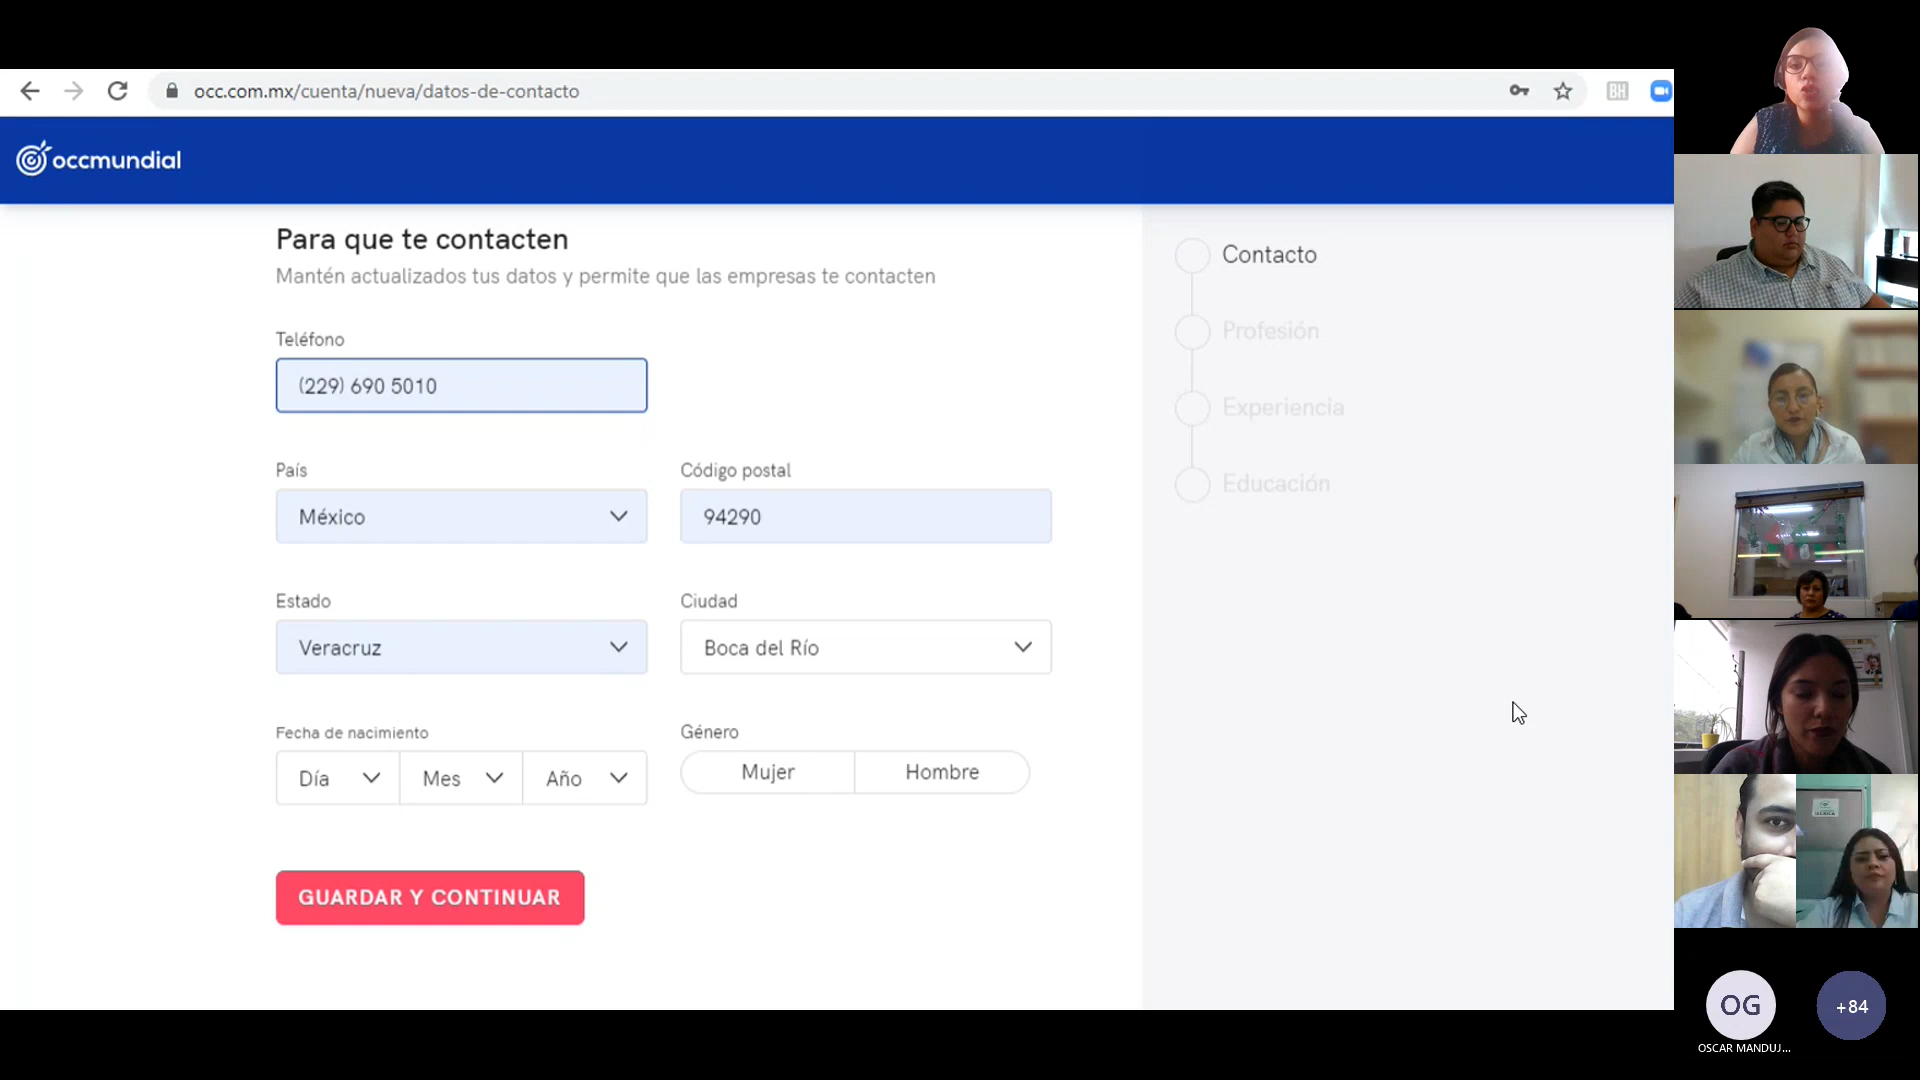 occ.com.mx/cuenta/nueva/datos-de-contacto
BH
occmundial
Para que te contacten
Mantén actualizados tus datos y permite que las empresas te contacten
Teléfono
(229) 690 5010
País
Código postal
México
94290
Estado
Ciudad
Veracruz
Boca del Río
Fecha de nacimiento
Género
Día
Mes
Año
Mujer
Hombre
GUARDAR Y CONTINUAR
Contacto
Profesión
Experiencia
Educación
OG
+84
OSCAR MANDUJ...